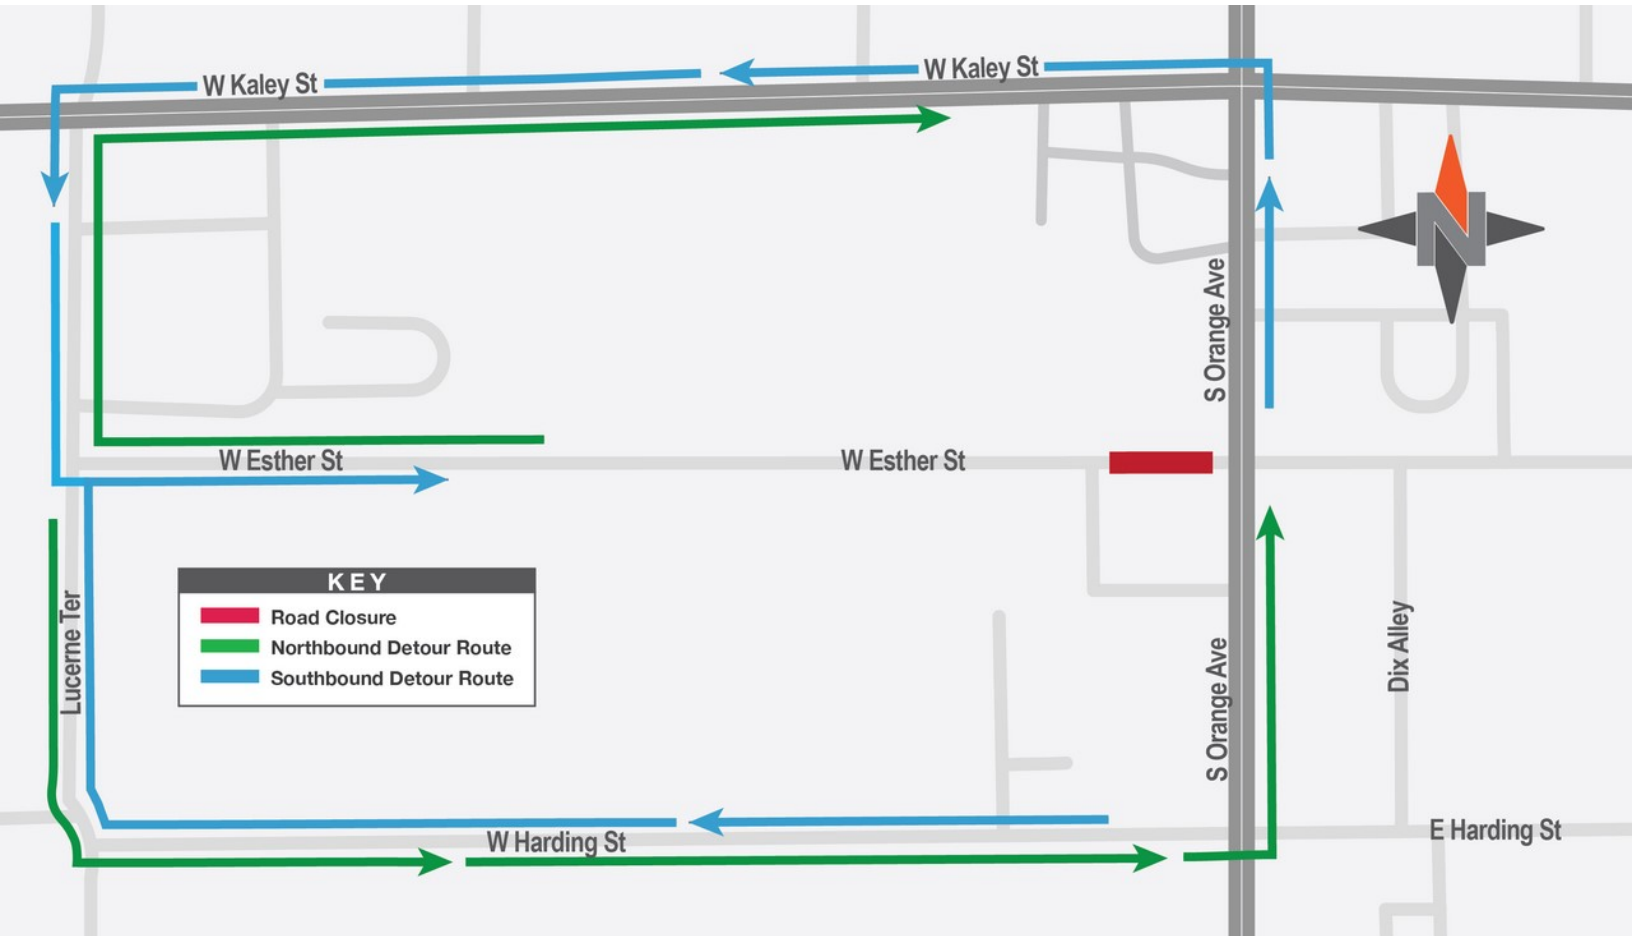 W Kaley St
W Kaley St
N
S Orange Ave
W Esther St
W Esther St
KEY
Road Closure
Northbound Detour Route
Southbound Detour Route
Lucerne Ter
Dix Alley
S Orange Ave
W Harding St
E Harding St